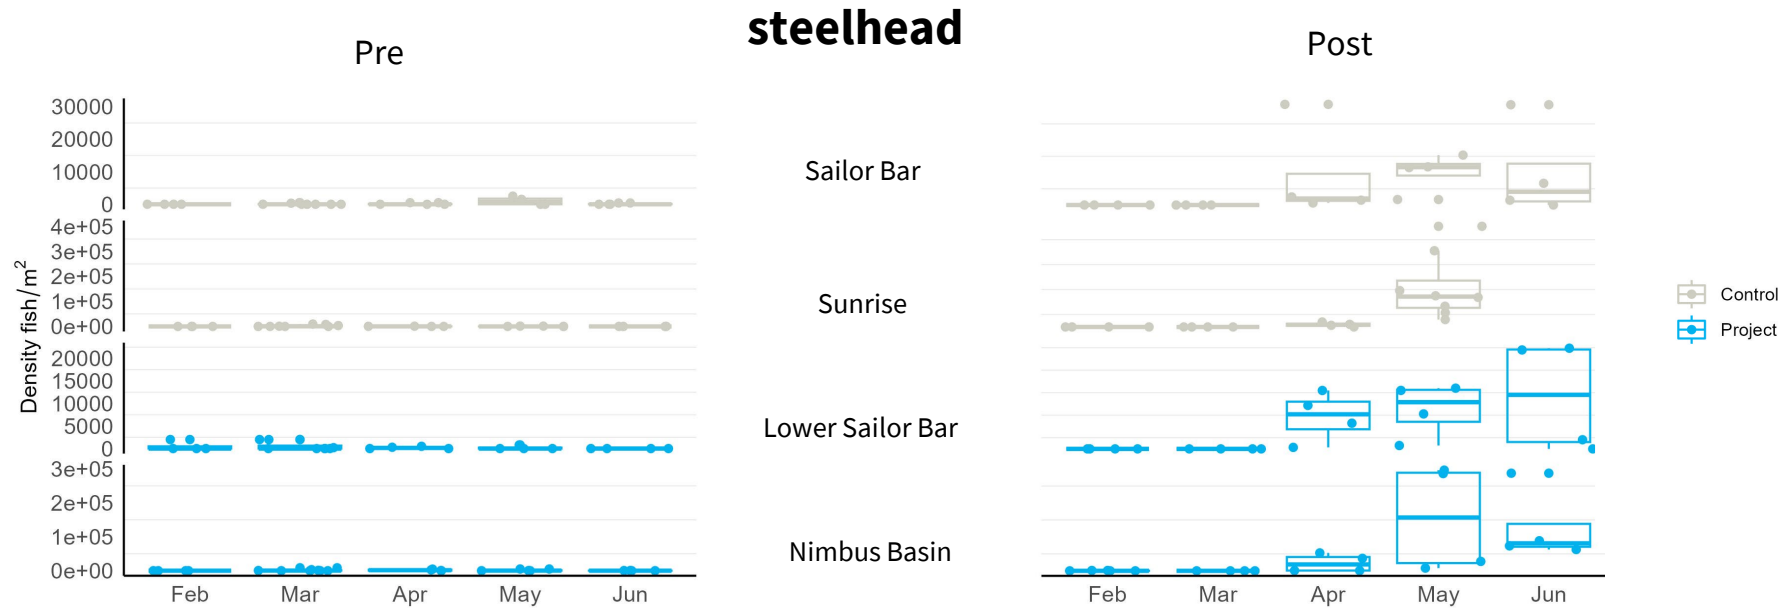 steelhead
Pre
Post
Density fish/m²
30000
20000
10000
0
Sailor Bar
4e+05
3e+05
2e+05
1e+05
0e+00
Sunrise
20000
15000
10000
5000
0
Lower Sailor Bar
3e+05
2e+05
1e+05
0e+00
Nimbus Basin
Feb Mar Apr May Jun
Feb Mar Apr May Jun
Control
Project